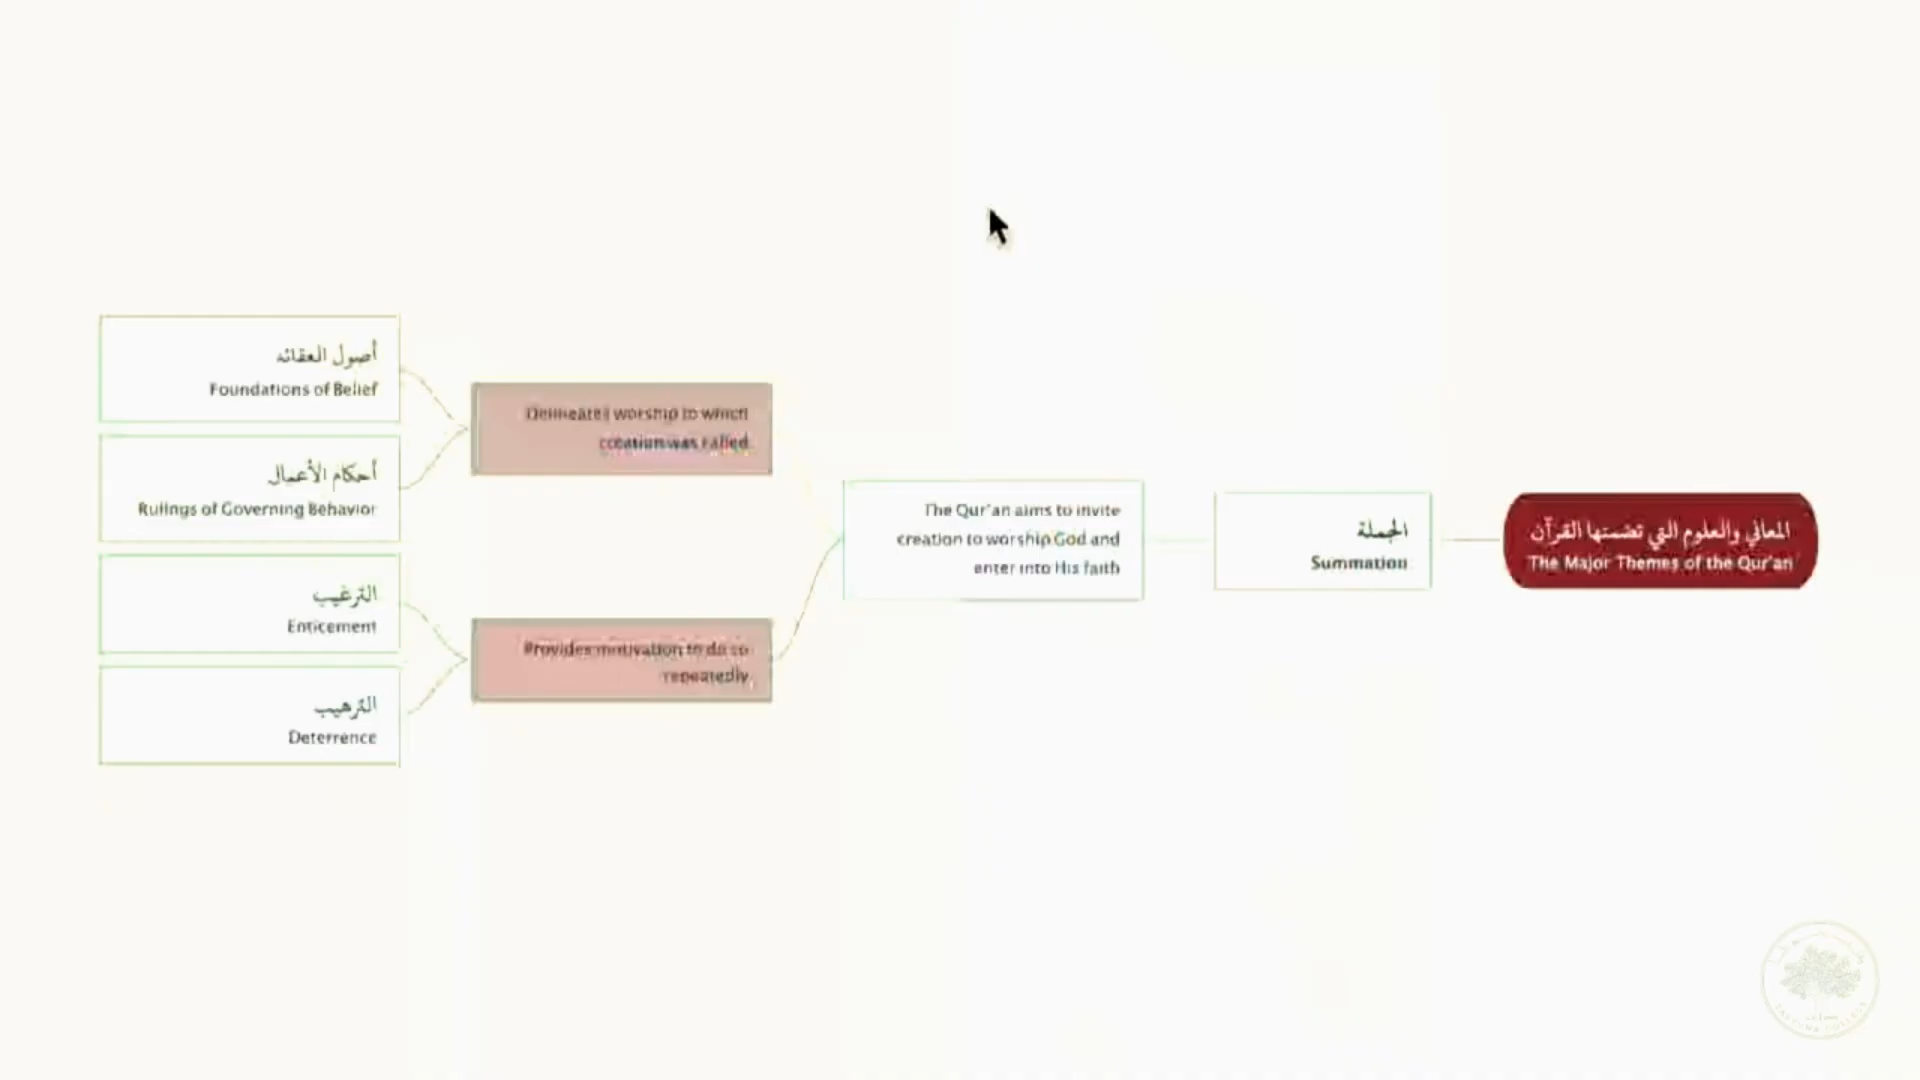 المعاني والعلوم التي تضمنتها القرآن
The Major Themes of the Qur'an
الجملة
Summation
The Qur'an aims to invite
creation to worship God and
enter into His faith
Delineates worship to which
creation was called
أصول العقائد
Foundations of Belief
أحكام الأعمال
Rulings of Governing Behavior
Provides motivation to do so
repeatedly
الترغيب
Enticement
الترهيب
Deterrence